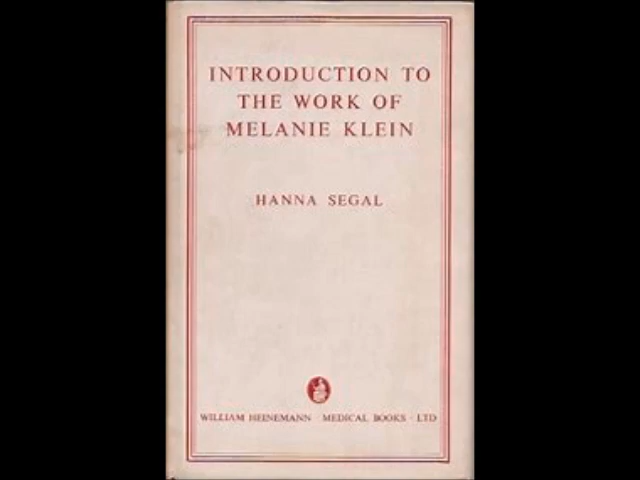 INTRODUCTION TO
THE WORK OF
MELANIE KLEIN
HANNA SEGAL
WILLIAM HEINEMANN · MEDICAL BOOKS · LTD